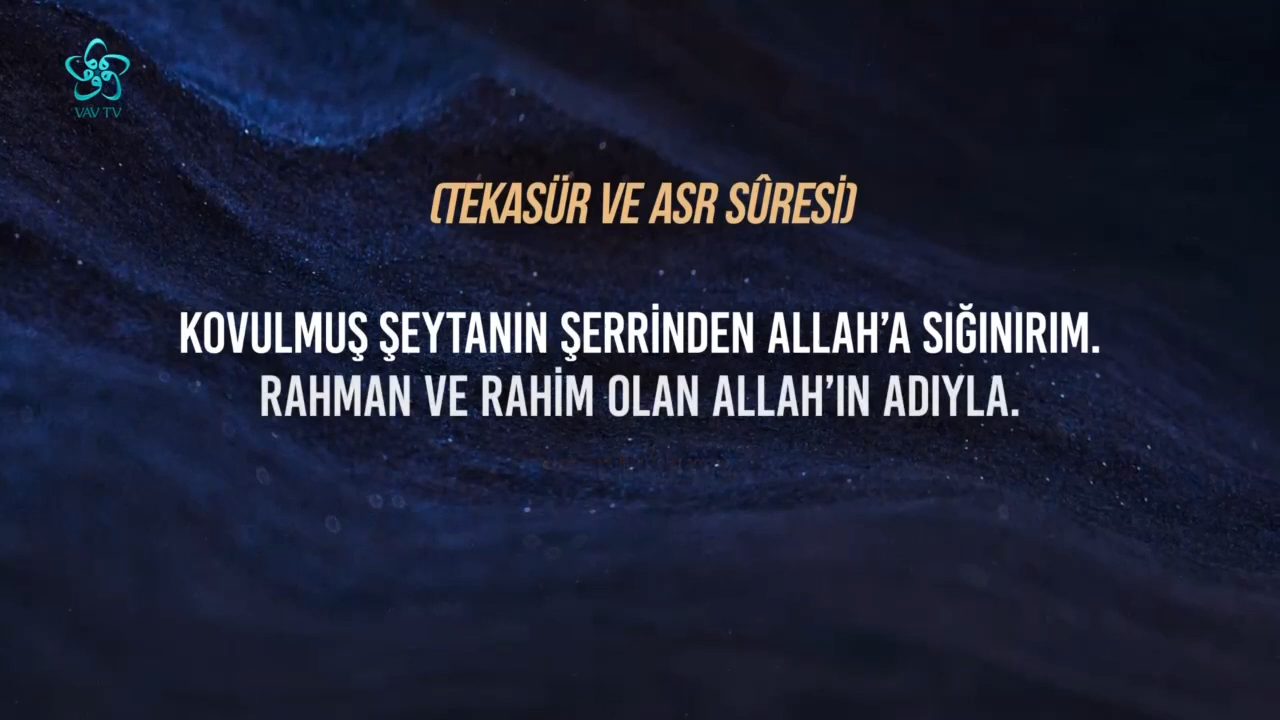 VAV TV
(TEKASÜR VE ASR SÛRESİ)
KOVULMUŞ ŞEYTANIN ŞERRİNDEN ALLAH’A SIĞINIRIM.
RAHMAN VE RAHİM OLAN ALLAH’IN ADIYLA.